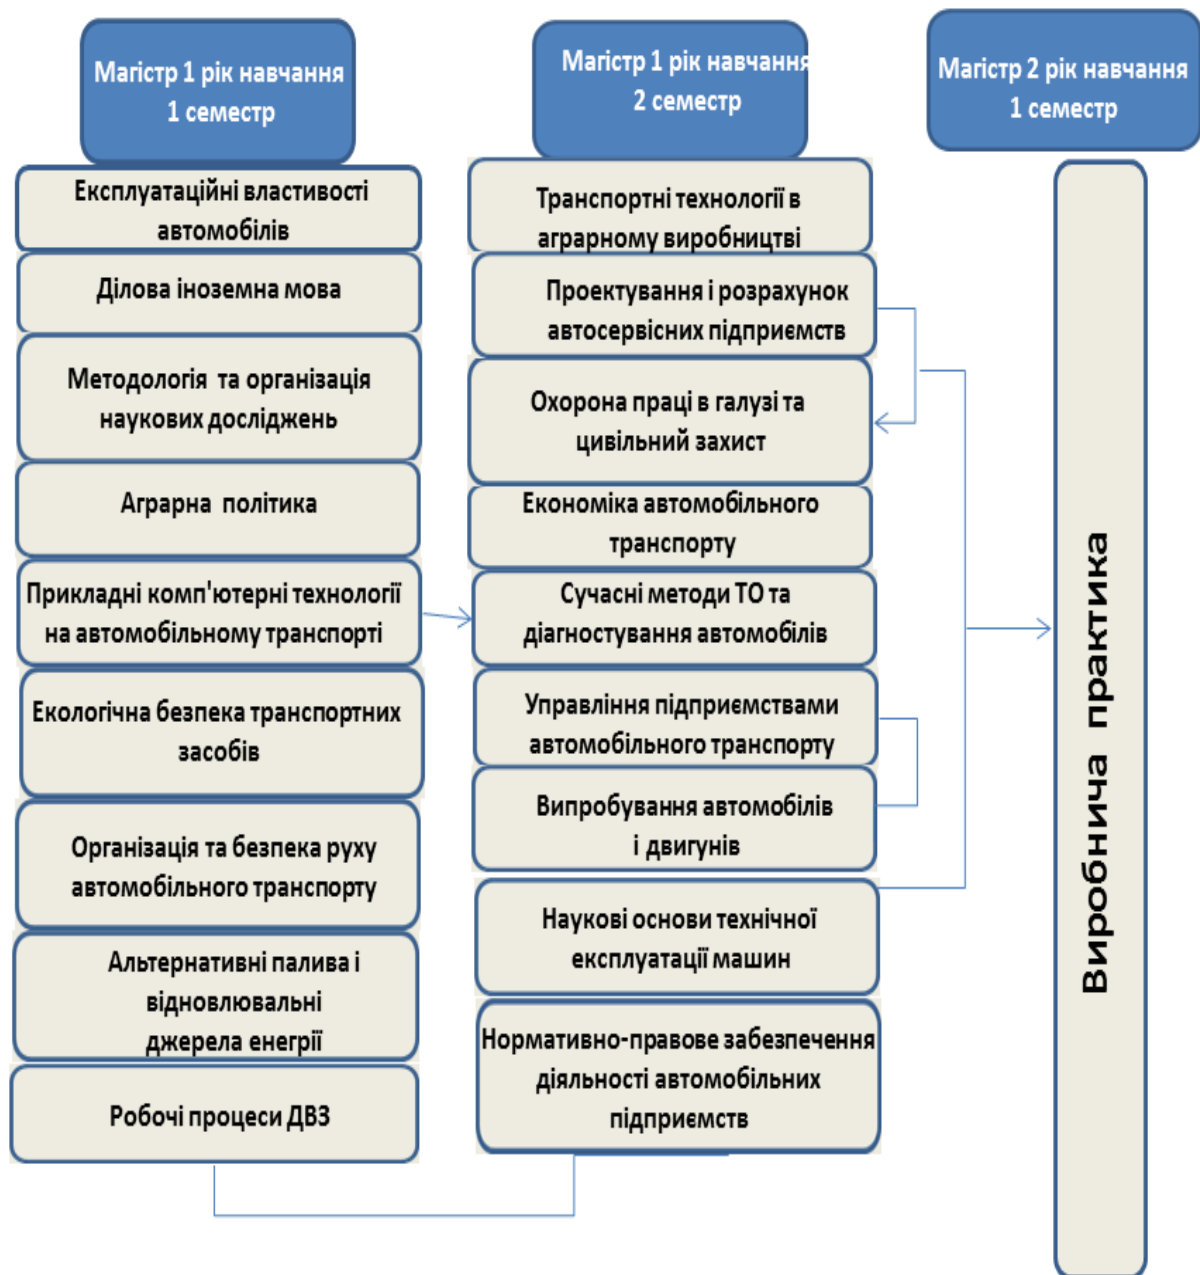 Магістр 1 рік навчання
1 семестр
Експлуатаційні властивості
автомобілів
Ділова іноземна мова
Методологія та організація
наукових досліджень
Аграрна політика
Прикладні комп'ютерні технології
на автомобільному транспорті
Екологічна безпека транспортних
засобів
Організація та безпека руху
автомобільного транспорту
Альтернативні палива і
відновлювальні
джерела енегрії
Робочі процеси ДВЗ
Магістр 1 рік навчання
2 семестр
Транспортні технології в
аграрному виробництві
Проектування і розрахунок
автосервісних підприємств
Охорона праці в галузі та
цивільний захист
Економіка автомобільного
транспорту
Сучасні методи ТО та
діагностування автомобілів
Управління підприємствами
автомобільного транспорту
Випробування автомобілів
і двигунів
Наукові основи технічної
експлуатації машин
Нормативно-правове забезпечення
діяльності автомобільних
підприємств
Магістр 2 рік навчання
1 семестр
Виробнича практика